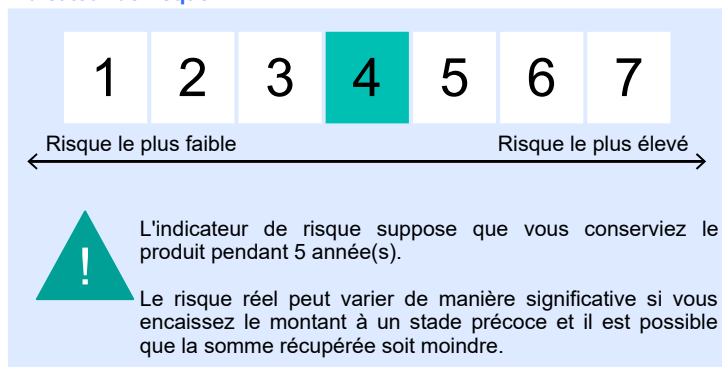 1 2 3 4 5 6 7
Risque le plus faible Risque le plus élevé
! L'indicateur de risque suppose que vous conserviez le
produit pendant 5 année(s).
Le risque réel peut varier de manière significative si vous
encaissez le montant à un stade précoce et il est possible
que la somme récupérée soit moindre.